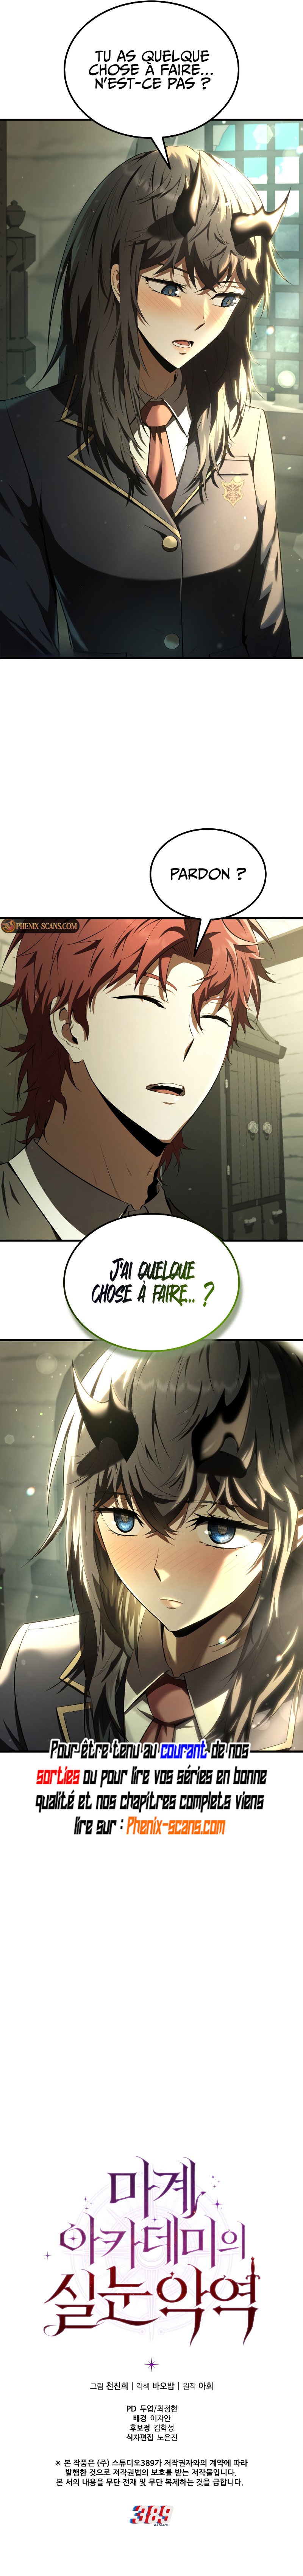 TU AS QUELQUE
CHOSE À FAIRE...
N'EST-CE PAS ?
PARDON ?
PHENIX-SCANS.COM
J'AI QUELQUE
CHOSE À FAIRE.. ?
Pour être tenu au courant de nos
sorties ou pour lire vos séries en bonne
qualité et nos chapitres complets viens
lire sur : Phenix-scans.com
마계
아카데미의
실눈악역
그림 천진희 | 각색 바오밥 | 원작 아회
PD 두엽/최정현
배경 이자안
후보정 김학성
식자편집 노은진
※ 본 작품은 (주) 스튜디오389가 저작권자와의 계약에 따라
발행한 것으로 저작권법의 보호를 받는 저작물입니다.
본 서의 내용을 무단 전재 및 무단 복제하는 것을 금합니다.
389